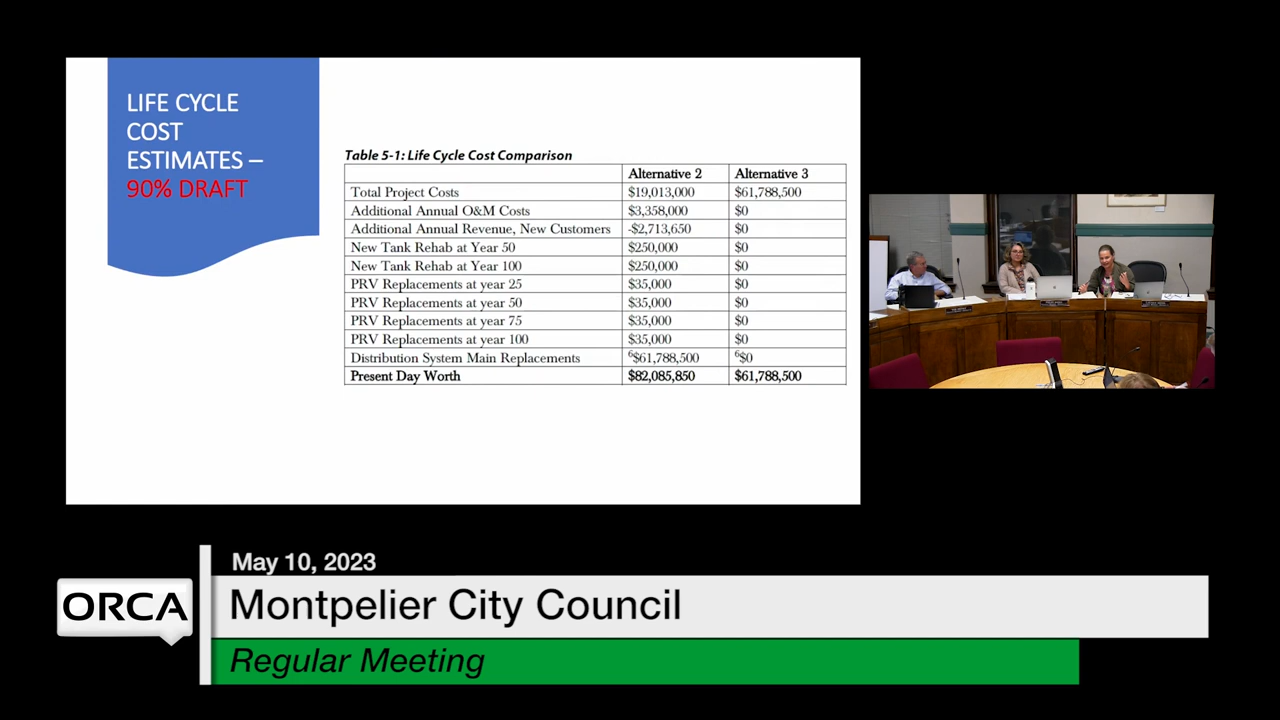 LIFE CYCLE
COST
ESTIMATES –
90% DRAFT
Table 5-1: Life Cycle Cost Comparison
Alternative 2 Alternative 3
Total Project Costs $19,013,000 $61,788,500
Additional Annual O&M Costs $3,358,000 $0
Additional Annual Revenue, New Customers -$2,713,650 $0
New Tank Rehab at Year 50 $250,000 $0
New Tank Rehab at Year 100 $250,000 $0
PRV Replacements at year 25 $35,000 $0
PRV Replacements at year 50 $35,000 $0
PRV Replacements at year 75 $35,000 $0
PRV Replacements at year 100 $35,000 $0
Distribution System Main Replacements ⁶$61,788,500 ⁶$0
Present Day Worth $82,085,850 $61,788,500
May 10, 2023
ORCA
Montpelier City Council
Regular Meeting